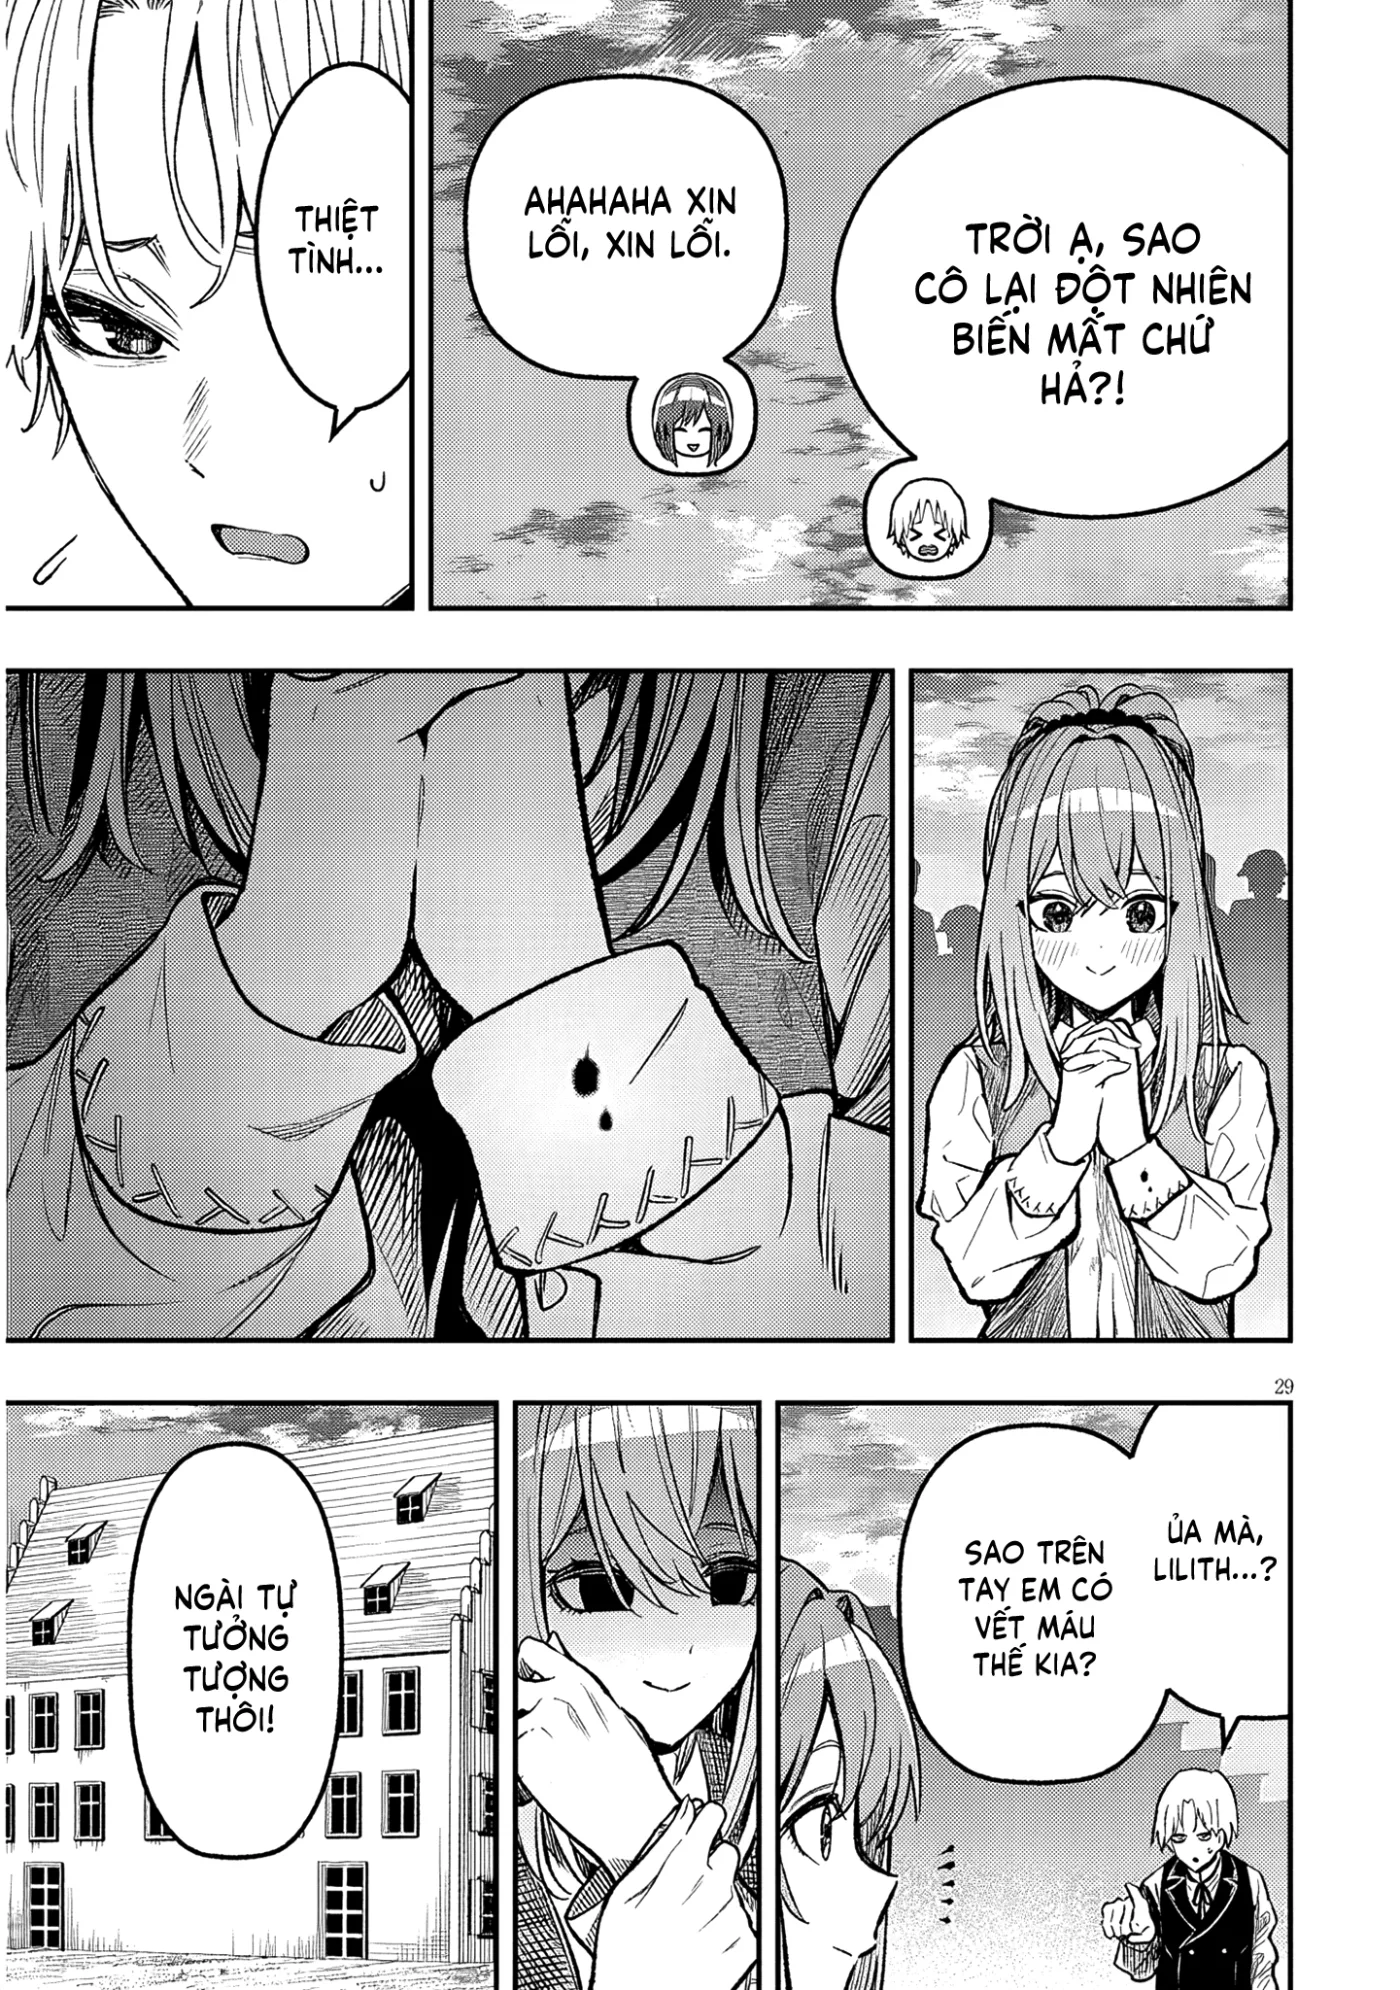 TRỜI Ạ, SAO
CÔ LẠI ĐỘT NHIÊN
BIẾN MẤT CHỨ
HẢ?!
AHAHAHA XIN
LỖI, XIN LỖI.
THIỆT
TÌNH...
29
ỦA MÀ,
LILITH...?
SAO TRÊN
TAY EM CÓ
VẾT MÁU
THẾ KIA?
NGÀI TỰ
TƯỞNG
TƯỢNG
THÔI!